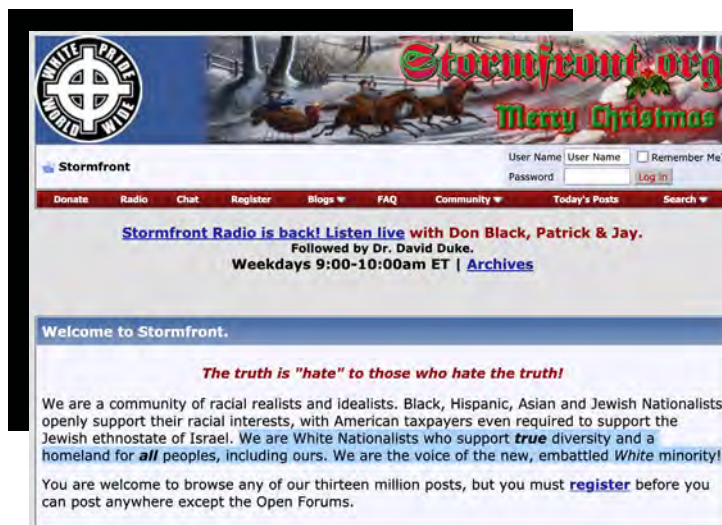 WHITE PRIDE
WORLD WIDE
Stormfront.org
Merry Christmas
User Name User Name Remember Me?
Stormfront
Password Log in
Donate Radio Chat Register Blogs FAQ Community Today's Posts Search
Stormfront Radio is back! Listen live with Don Black, Patrick & Jay.
Followed by Dr. David Duke.
Weekdays 9:00-10:00am ET | Archives
Welcome to Stormfront.
The truth is "hate" to those who hate the truth!
We are a community of racial realists and idealists. Black, Hispanic, Asian and Jewish Nationalists
openly support their racial interests, with American taxpayers even required to support the
Jewish ethnostate of Israel. We are White Nationalists who support true diversity and a
homeland for all peoples, including ours. We are the voice of the new, embattled White minority!
You are welcome to browse any of our thirteen million posts, but you must register before you
can post anywhere except the Open Forums.